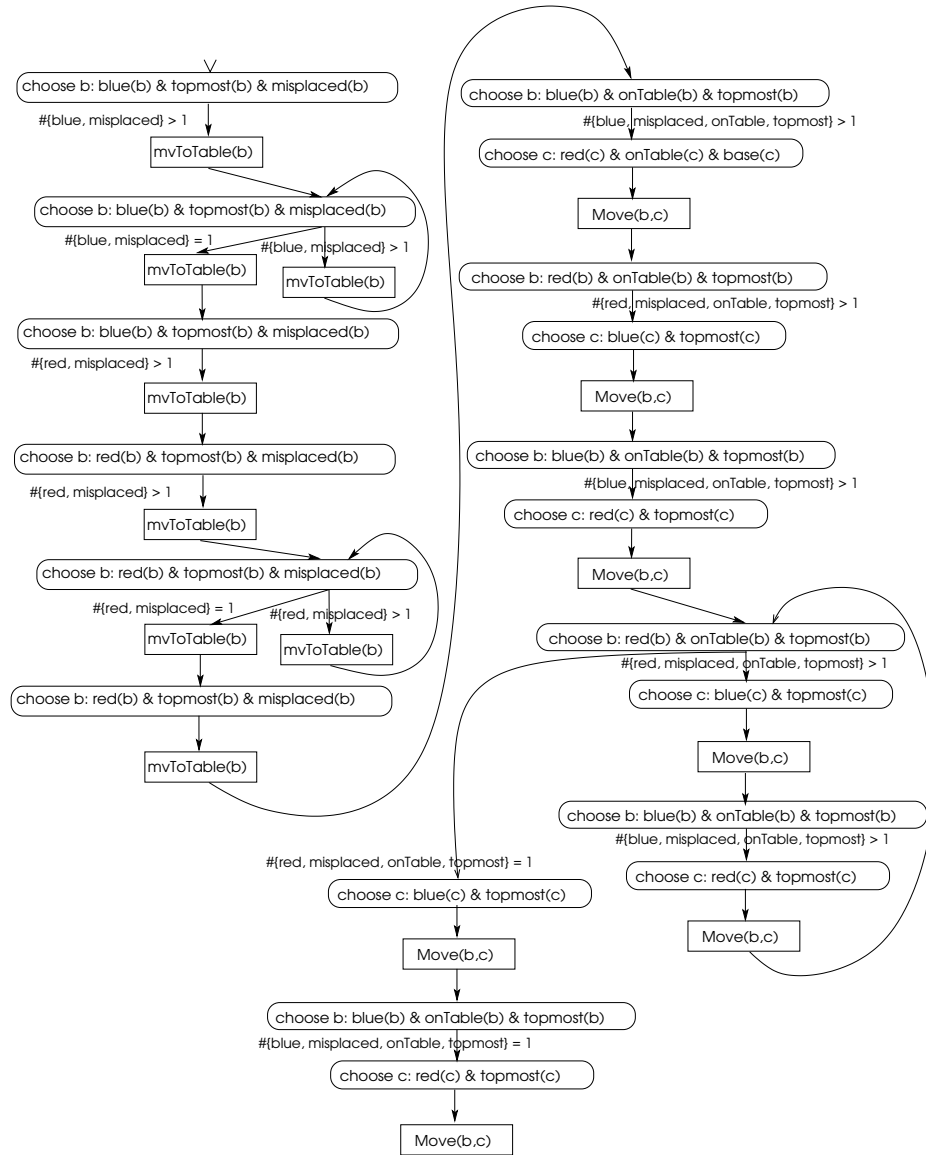 choose b: blue(b) & topmost(b) & misplaced(b)
#{blue, misplaced} > 1
mvToTable(b)
choose b: blue(b) & topmost(b) & misplaced(b)
#{blue, misplaced} = 1
#{blue, misplaced} > 1
mvToTable(b)
mvToTable(b)
choose b: blue(b) & topmost(b) & misplaced(b)
#{red, misplaced} > 1
mvToTable(b)
choose b: red(b) & topmost(b) & misplaced(b)
#{red, misplaced} > 1
mvToTable(b)
choose b: red(b) & topmost(b) & misplaced(b)
#{red, misplaced} = 1
#{red, misplaced} > 1
mvToTable(b)
mvToTable(b)
choose b: red(b) & topmost(b) & misplaced(b)
mvToTable(b)
choose b: blue(b) & onTable(b) & topmost(b)
#{blue, misplaced, onTable, topmost} > 1
choose c: red(c) & onTable(c) & base(c)
Move(b,c)
choose b: red(b) & onTable(b) & topmost(b)
#{red, misplaced, onTable, topmost} > 1
choose c: blue(c) & topmost(c)
Move(b,c)
choose b: blue(b) & onTable(b) & topmost(b)
#{blue, misplaced, onTable, topmost} > 1
choose c: red(c) & topmost(c)
Move(b,c)
choose b: red(b) & onTable(b) & topmost(b)
#{red, misplaced, onTable, topmost} > 1
choose c: blue(c) & topmost(c)
Move(b,c)
choose b: blue(b) & onTable(b) & topmost(b)
#{blue, misplaced, onTable, topmost} > 1
choose c: red(c) & topmost(c)
Move(b,c)
#{red, misplaced, onTable, topmost} = 1
choose c: blue(c) & topmost(c)
Move(b,c)
choose b: blue(b) & onTable(b) & topmost(b)
#{blue, misplaced, onTable, topmost} = 1
choose c: red(c) & topmost(c)
Move(b,c)